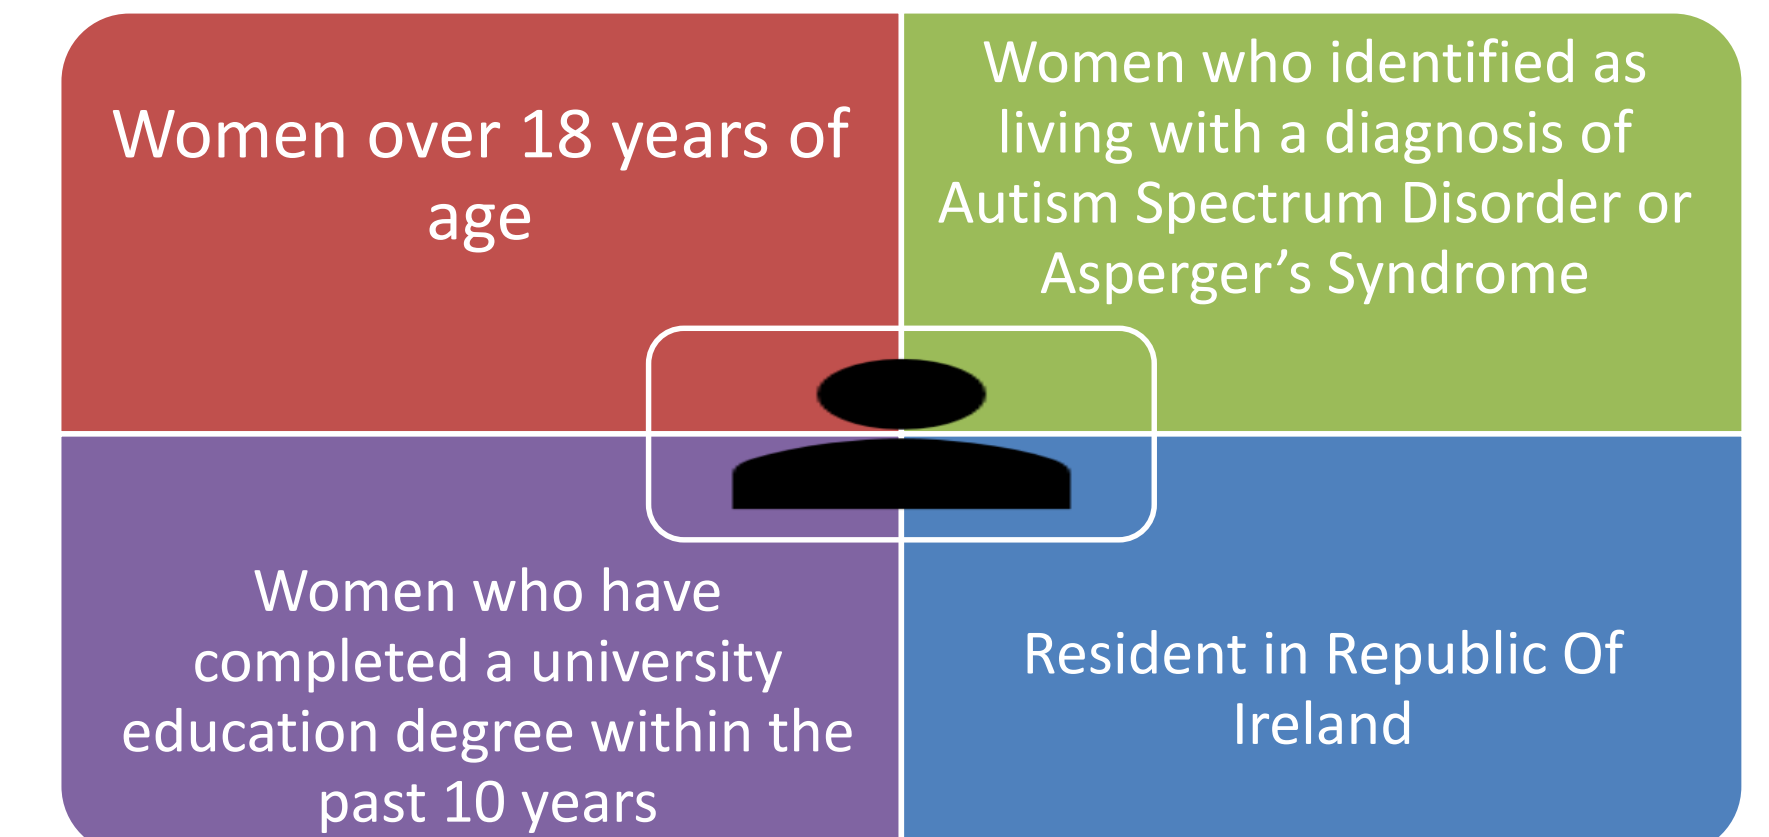 Women over 18 years of
age
Women who identified as
living with a diagnosis of
Autism Spectrum Disorder or
Asperger’s Syndrome
Women who have
completed a university
education degree within the
past 10 years
Resident in Republic Of
Ireland